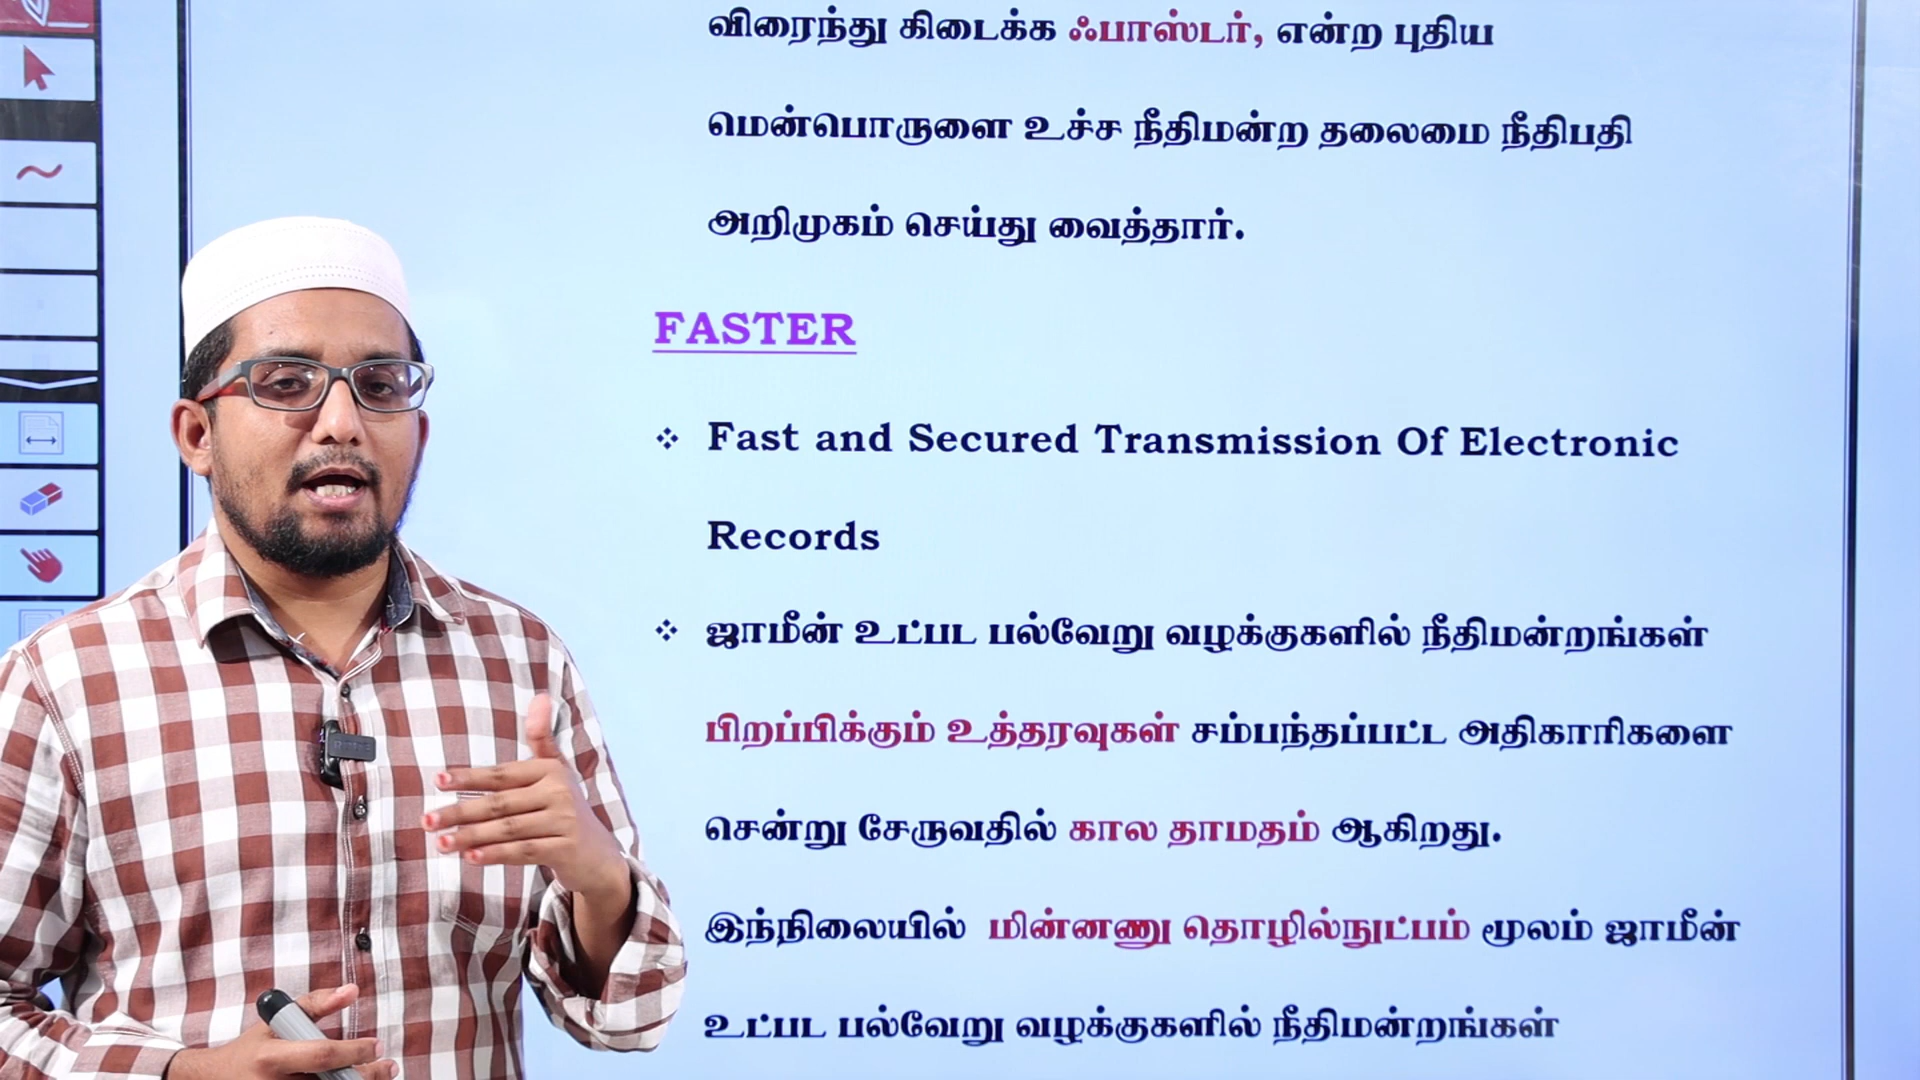 விரைந்து கிடைக்க ஃபாஸ்டர், என்ற புதிய
மென்பொருளை உச்ச நீதிமன்ற தலைமை நீதிபதி
அறிமுகம் செய்து வைத்தார்.
FASTER
❖ Fast and Secured Transmission Of Electronic
Records
❖ ஜாமீன் உட்பட பல்வேறு வழக்குகளில் நீதிமன்றங்கள்
பிறப்பிக்கும் உத்தரவுகள் சம்பந்தப்பட்ட அதிகாரிகளை
சென்று சேருவதில் கால தாமதம் ஆகிறது.
இந்நிலையில் மின்னணு தொழில்நுட்பம் மூலம் ஜாமீன்
உட்பட பல்வேறு வழக்குகளில் நீதிமன்றங்கள்